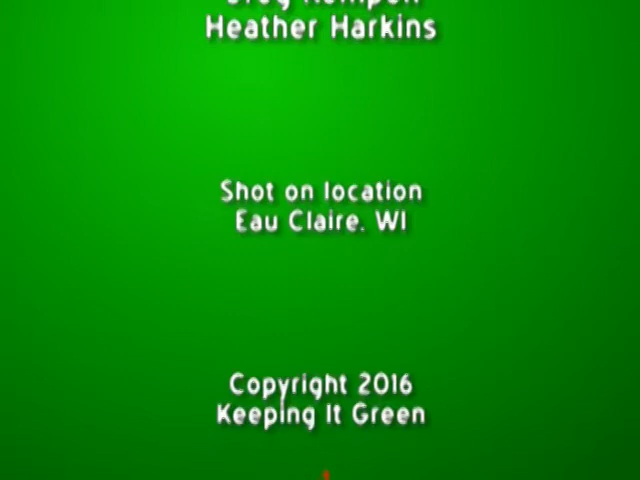 Heather Harkins
Shot on location
Eau Claire, WI
Copyright 2016
Keeping It Green